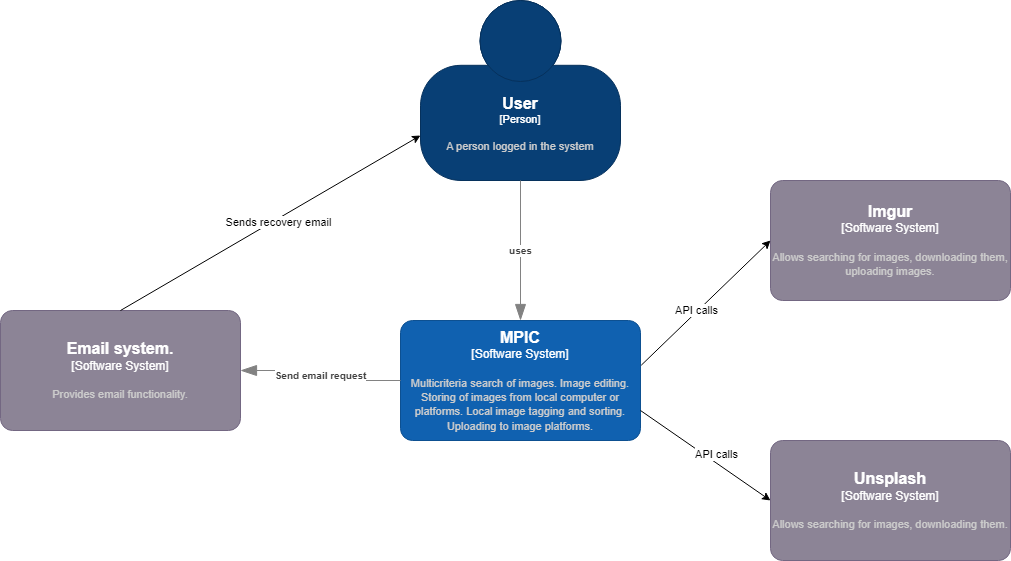 User
[Person]
A person logged in the system
Sends recovery email
uses
Imgur
[Software System]
Allows searching for images, downloading them,
uploading images.
API calls
Email system.
[Software System]
Provides email functionality.
Send email request
MPIC
[Software System]
Multicriteria search of images. Image editing.
Storing of images from local computer or
platforms. Local image tagging and sorting.
Uploading to image platforms.
API calls
Unsplash
[Software System]
Allows searching for images, downloading them.